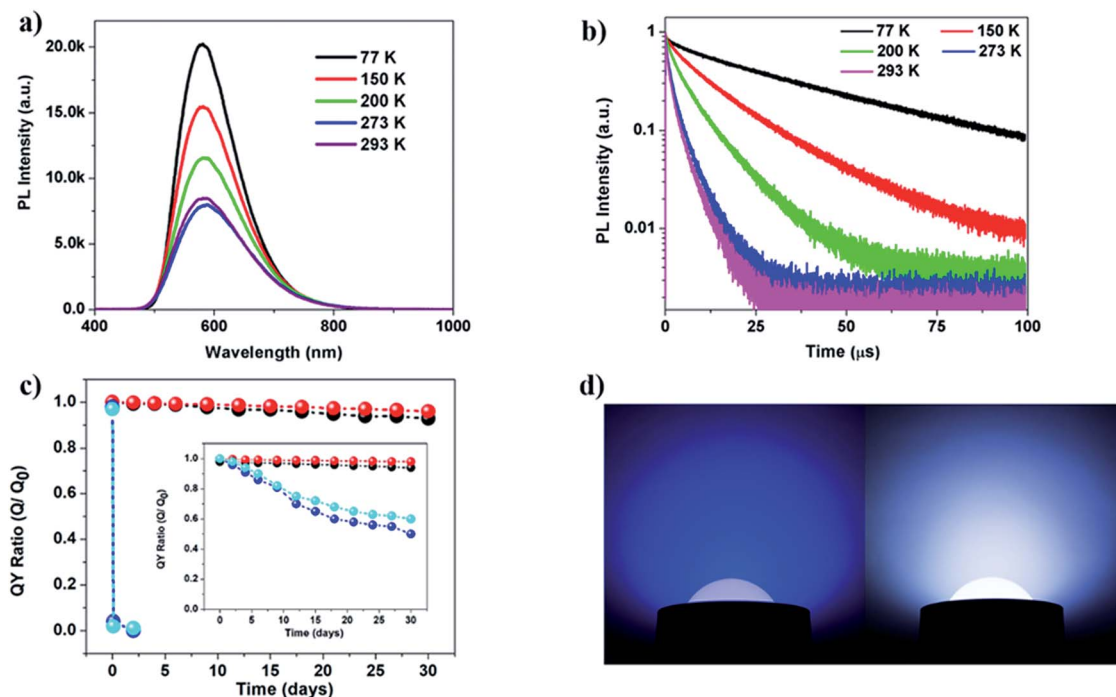 a)
20.0k
15.0k
10.0k
5.0k
0.0
PL Intensity (a.u.)
77 K
150 K
200 K
273 K
293 K
400
600
800
1000
Wavelength (nm)
b)
1
0.1
0.01
PL Intensity (a.u.)
77 K 150 K
200 K 273 K
293 K
0
25
50
75
100
Time (μs)
c)
1.0
0.8
0.6
0.4
0.2
0.0
QY Ratio (Q/ Q₀)
1.0
0.8
0.6
0.4
0.2
0.0
QY Ratio (Q/ Q₀)
0 5 10 15 20 25 30
Time (days)
0 5 10 15 20 25 30
Time (days)
d)